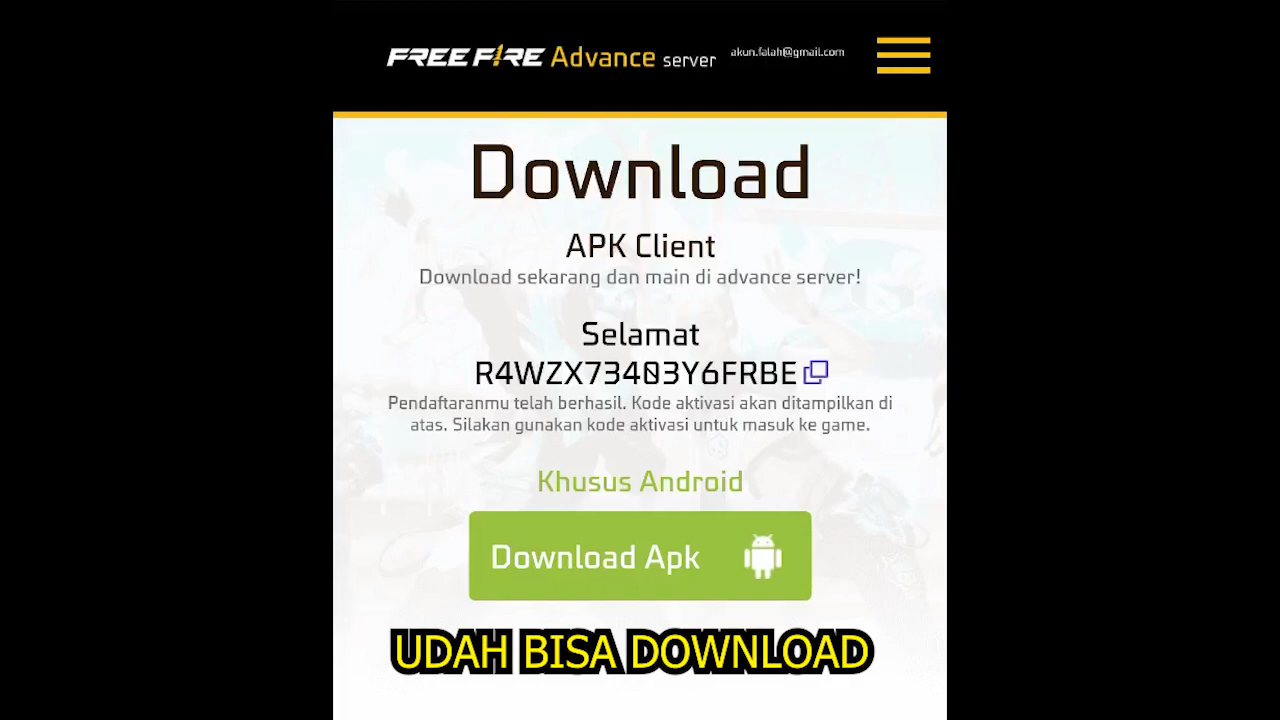 FREE FIRE Advance server
akun.falah@gmail.com
Download
APK Client
Download sekarang dan main di advance server!
Selamat
R4WZX73403Y6FRBE
Pendaftaranmu telah berhasil. Kode aktivasi akan ditampilkan di
atas. Silakan gunakan kode aktivasi untuk masuk ke game.
Khusus Android
Download Apk
UDAH BISA DOWNLOAD